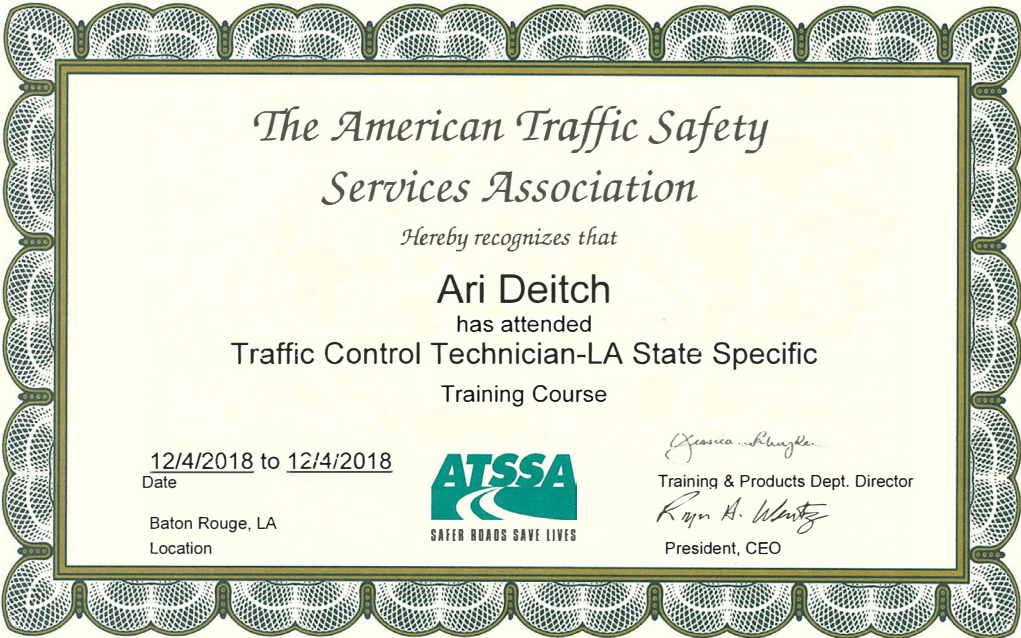 The American Traffic Safety
Services Association
Hereby recognizes that
Ari Deitch
has attended
Traffic Control Technician-LA State Specific
Training Course
12/4/2018 to 12/4/2018
Date
Baton Rouge, LA
Location
ATSSA
SAFER ROADS SAVE LIVES
Jessica
Training & Products Dept. Director
A. Wentz
President, CEO